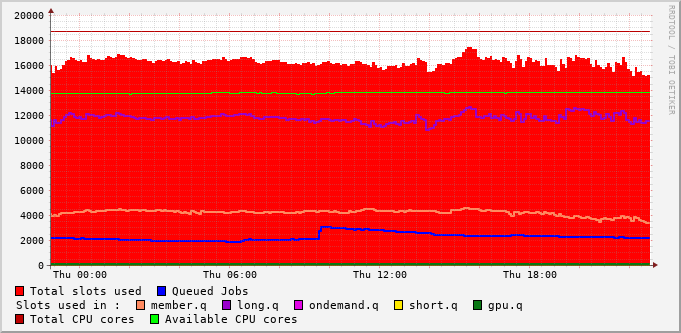 20000
18000
16000
14000
12000
10000
8000
6000
4000
2000
0
Thu 00:00 Thu 06:00 Thu 12:00 Thu 18:00
RRDTOOL / TOBI OETIKER
Total slots used Queued Jobs
Slots used in : member.q long.q ondemand.q short.q gpu.q
Total CPU cores Available CPU cores